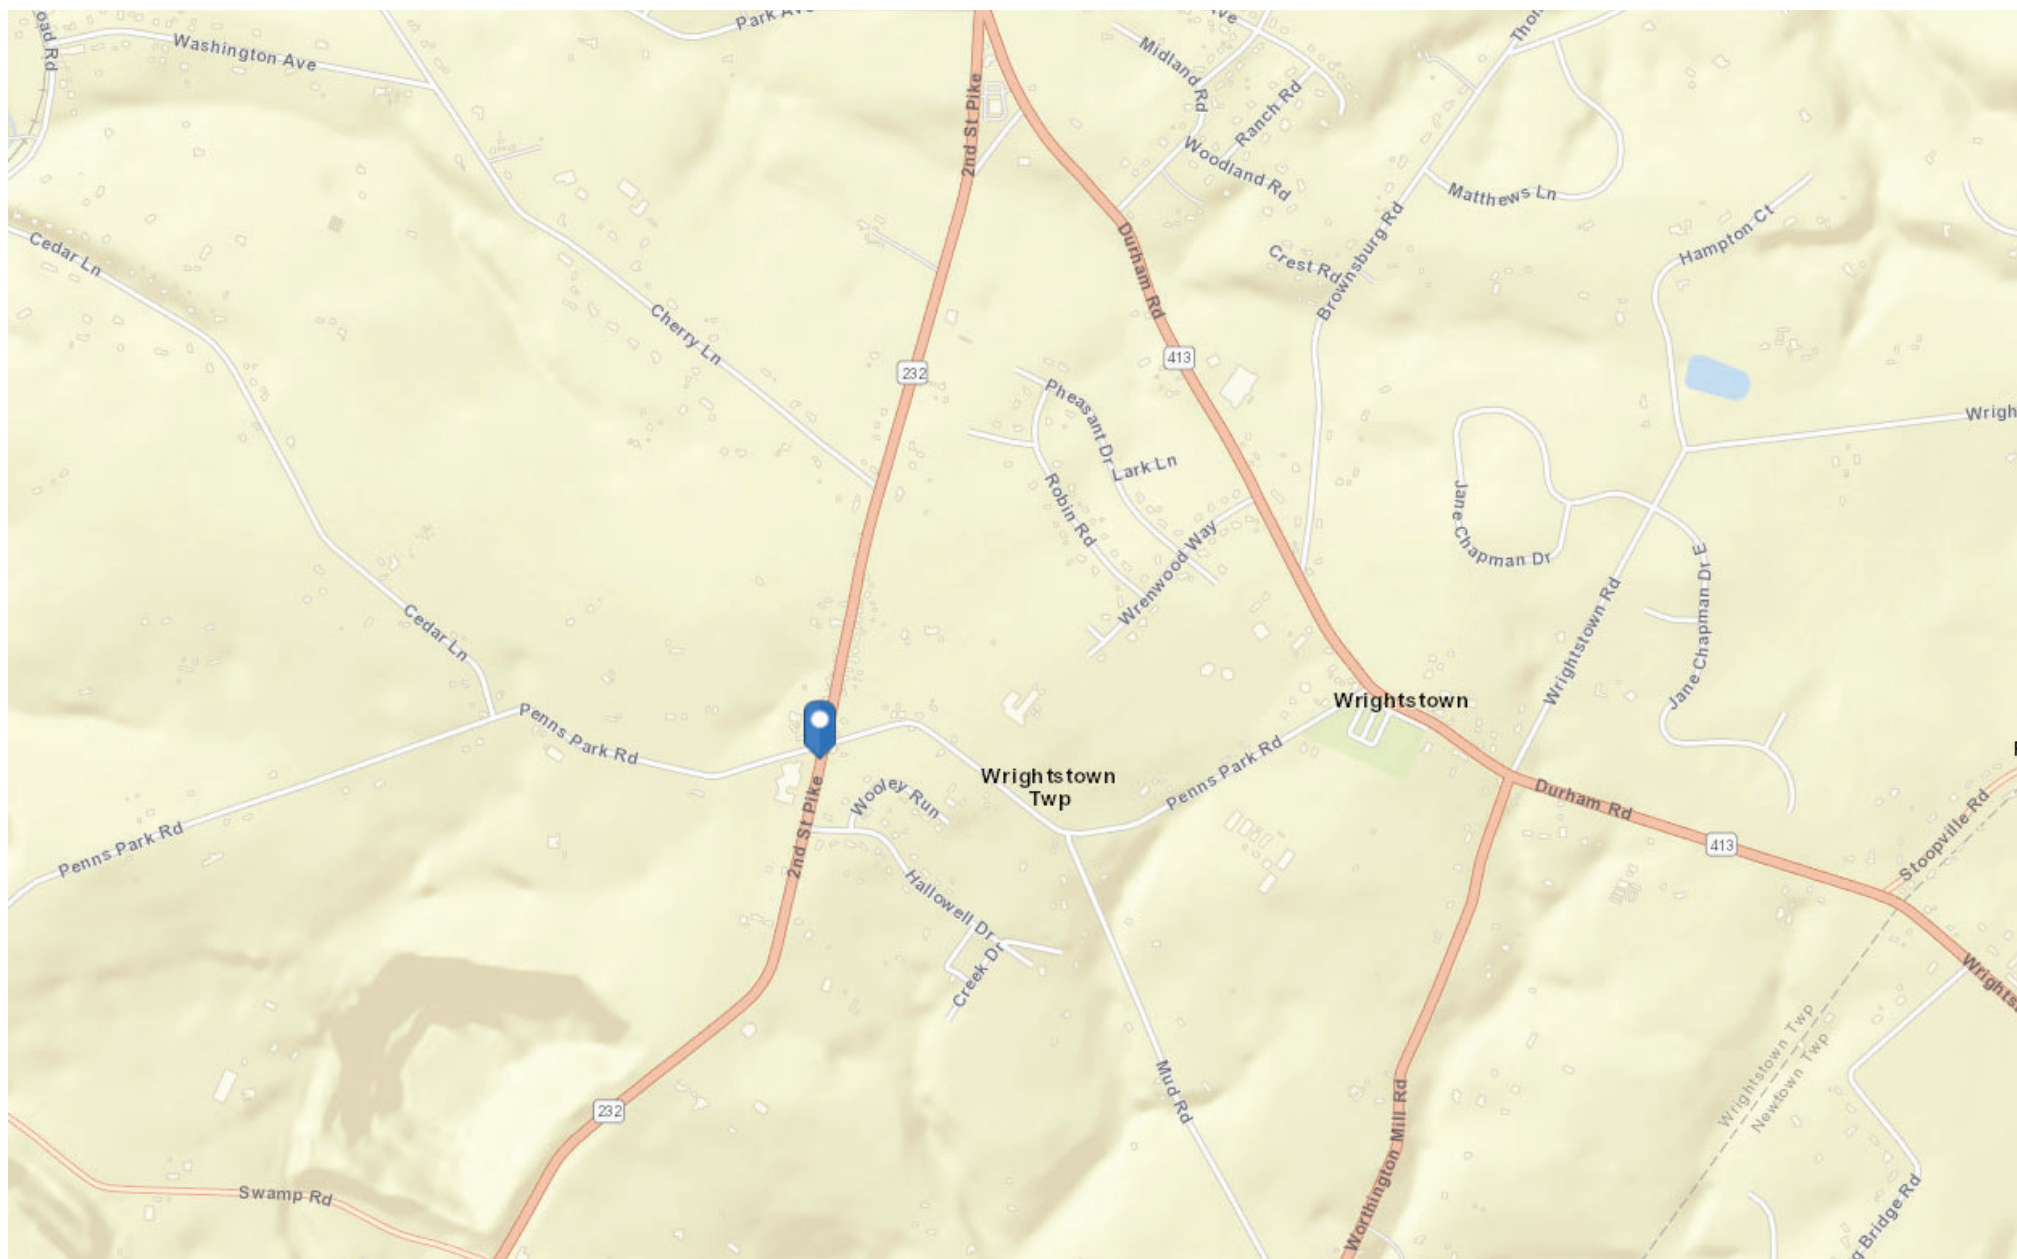 Park Ave
Washington Ave
Midland Rd
Ranch Rd
Woodland Rd
2nd St Pike
Matthews Ln
Brownsburg Rd
Hampton Ct
Cedar Ln
Crest Rd
Durham Rd
Cherry Ln
413
232
Pheasant Dr
Lark Ln
Robin Rd
Wrenwood Way
Jane Chapman Dr
Jane Chapman Dr E
Wrightstown Rd
Cedar Ln
Penns Park Rd
Wrightstown
Wrightstown
Twp
Penns Park Rd
Wooley Run
2nd St Pike
Durham Rd
413
Stoopville Rd
Penns Park Rd
Hallowell Dr
Creek Dr
Mud Rd
Worthington Mill Rd
Wrightstown Twp
Newtown Twp
232
Swamp Rd